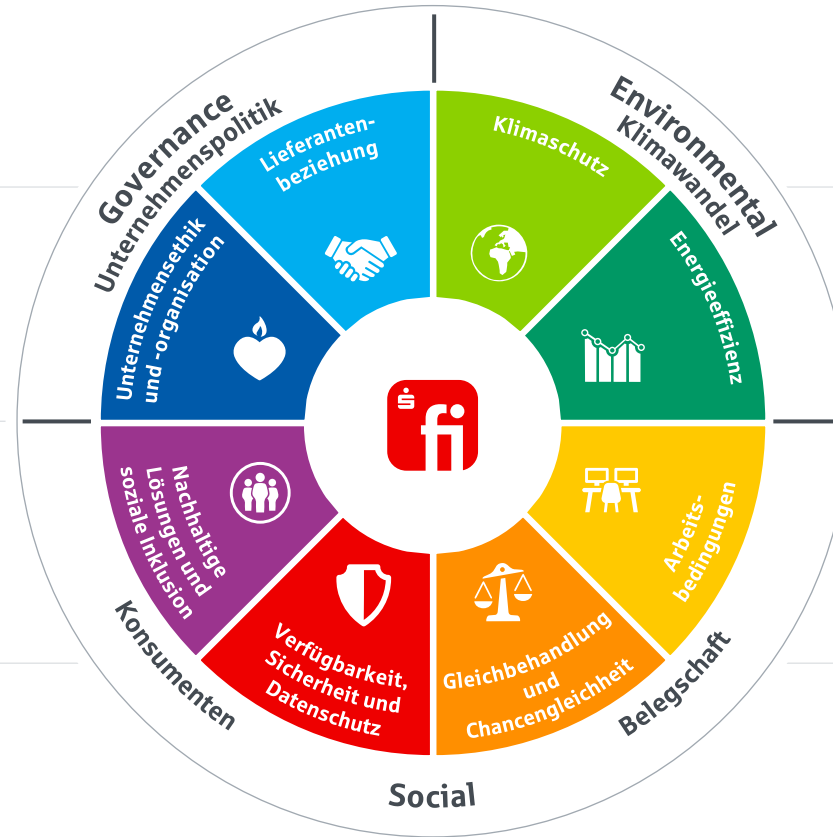 Governance
Unternehmenspolitik
Environmental
Klimawandel
Lieferanten-
beziehung
Klimaschutz
Unternehmensethik
und -organisation
Energieeffizienz
fi
Nachhaltige
Lösungen und
soziale Inklusion
Arbeits-
bedingungen
Verfügbarkeit,
Sicherheit und
Datenschutz
Gleichbehandlung
und
Chancengleichheit
Konsumenten
Belegschaft
Social